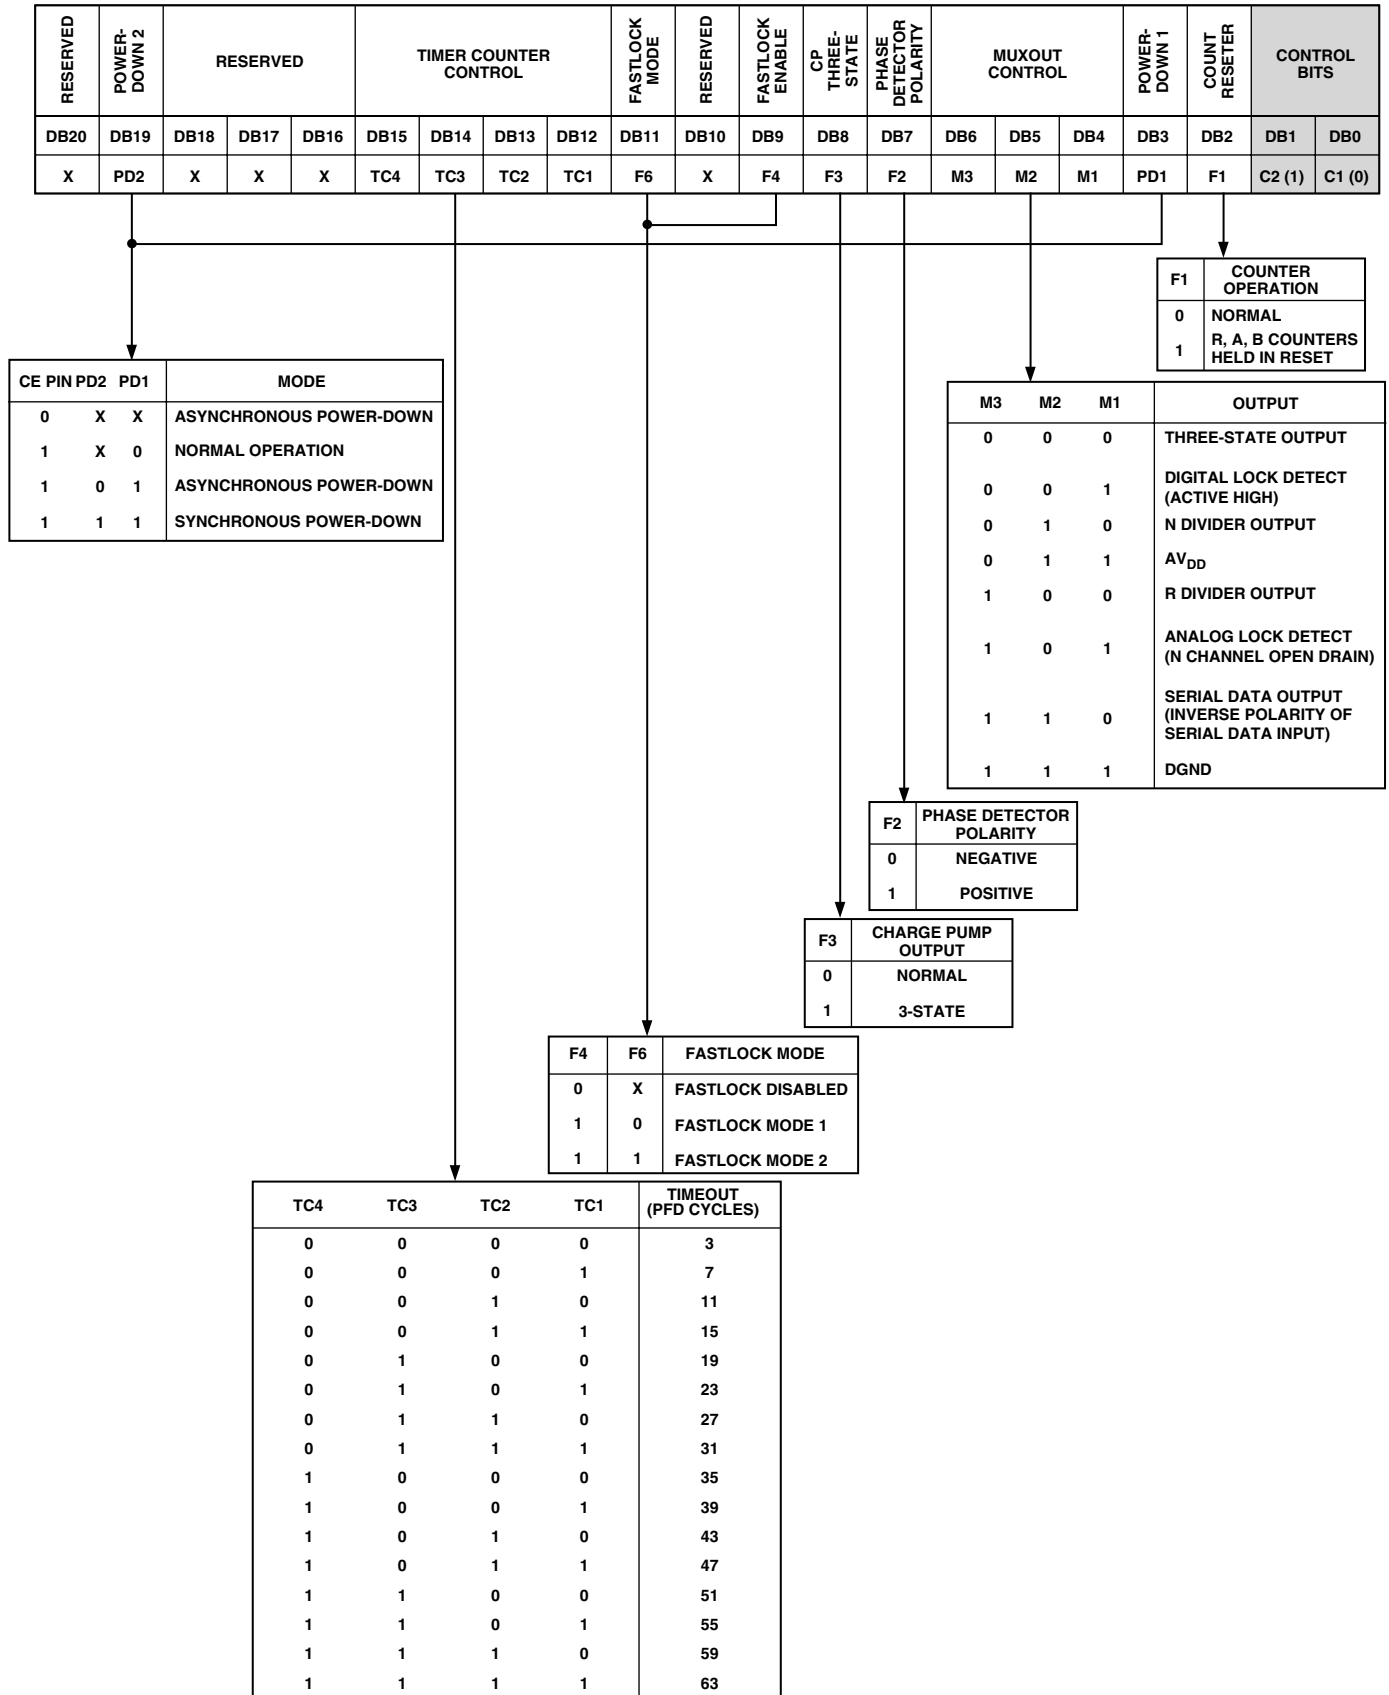 RESERVED
POWER-
DOWN 2
RESERVED
TIMER COUNTER
CONTROL
FASTLOCK
MODE
RESERVED
FASTLOCK
ENABLE
CP
THREE-
STATE
PHASE
DETECTOR
POLARITY
MUXOUT
CONTROL
POWER-
DOWN 1
COUNT
RESETER
CONTROL
BITS
DB20 DB19 DB18 DB17 DB16 DB15 DB14 DB13 DB12 DB11 DB10 DB9 DB8 DB7 DB6 DB5 DB4 DB3 DB2 DB1 DB0
X PD2 X X X TC4 TC3 TC2 TC1 F6 X F4 F3 F2 M3 M2 M1 PD1 F1 C2 (1) C1 (0)
F1 COUNTER
OPERATION
0 NORMAL
1 R, A, B COUNTERS
HELD IN RESET
CE PIN PD2 PD1 MODE
0 X X ASYNCHRONOUS POWER-DOWN
1 X 0 NORMAL OPERATION
1 0 1 ASYNCHRONOUS POWER-DOWN
1 1 1 SYNCHRONOUS POWER-DOWN
M3 M2 M1 OUTPUT
0 0 0 THREE-STATE OUTPUT
0 0 1 DIGITAL LOCK DETECT
(ACTIVE HIGH)
0 1 0 N DIVIDER OUTPUT
0 1 1 AVDD
1 0 0 R DIVIDER OUTPUT
1 0 1 ANALOG LOCK DETECT
(N CHANNEL OPEN DRAIN)
1 1 0 SERIAL DATA OUTPUT
(INVERSE POLARITY OF
SERIAL DATA INPUT)
1 1 1 DGND
F2 PHASE DETECTOR
POLARITY
0 NEGATIVE
1 POSITIVE
F3 CHARGE PUMP
OUTPUT
0 NORMAL
1 3-STATE
F4 F6 FASTLOCK MODE
0 X FASTLOCK DISABLED
1 0 FASTLOCK MODE 1
1 1 FASTLOCK MODE 2
TC4 TC3 TC2 TC1 TIMEOUT
(PFD CYCLES)
0 0 0 0 3
0 0 0 1 7
0 0 1 0 11
0 0 1 1 15
0 1 0 0 19
0 1 0 1 23
0 1 1 0 27
0 1 1 1 31
1 0 0 0 35
1 0 0 1 39
1 0 1 0 43
1 0 1 1 47
1 1 0 0 51
1 1 0 1 55
1 1 1 0 59
1 1 1 1 63